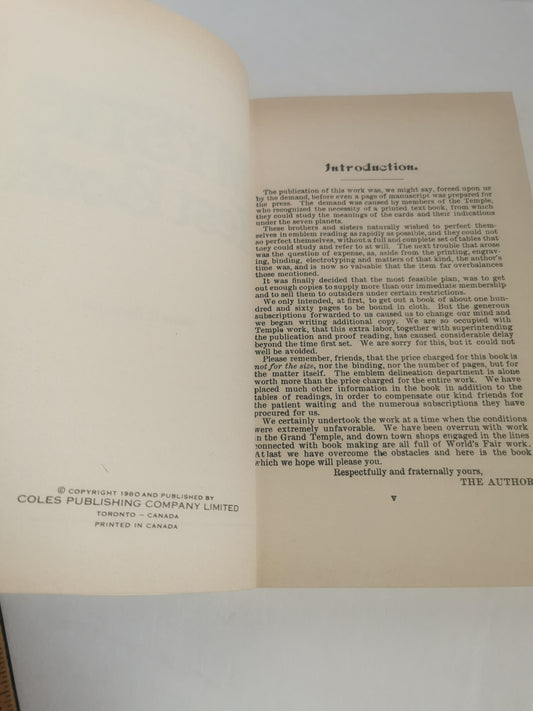 © COPYRIGHT 1980 AND PUBLISHED BY
COLES PUBLISHING COMPANY LIMITED
TORONTO – CANADA
PRINTED IN CANADA
Introduction.
The publication of this work was, we might say, forced upon us
by the demand, before even a page of manuscript was prepared for
the press. The demand was caused by members of the Temple,
who recognized the necessity of a printed text book, from which
they could study the meanings of the cards and their indications
under the seven planets.
These brothers and sisters naturally wished to perfect them-
selves in emblem reading as rapidly as possible, and they could not
so perfect themselves, without a full and complete set of tables that
they could study and refer to at will. The next trouble that arose
was the question of expense, as, aside from the printing, engrav-
ing, binding, electrotyping and matters of that kind, the author's
time was, and is now so valuable that the item far overbalances
those mentioned.
It was finally decided that the most feasible plan, was to get
out enough copies to supply more than our immediate membership
and to sell them to outsiders under certain restrictions.
We only intended, at first, to get out a book of about one hun-
dred and sixty pages to be bound in cloth. But the generous
subscriptions forwarded to us caused us to change our mind and
we began writing additional copy. We are so occupied with
Temple work, that this extra labor, together with superintending
the publication and proof reading, has caused considerable delay
beyond the time first set. We are sorry for this, but it could not
well be avoided.
Please remember, friends, that the price charged for this book is
not for the size, nor the binding, nor the number of pages, but for
the matter itself. The emblem delineation department is alone
worth more than the price charged for the entire work. We have
placed much other information in the book in addition to the
tables of readings, in order to compensate our kind friends for
the patient waiting and the numerous subscriptions they have
procured for us.
We certainly undertook the work at a time when the conditions
were extremely unfavorable. We have been overrun with work
in the Grand Temple, and down town shops engaged in the lines
connected with book making are all full of World's Fair work.
At last we have overcome the obstacles and here is the book
which we hope will please you.
Respectfully and fraternally yours,
THE AUTHOR
V